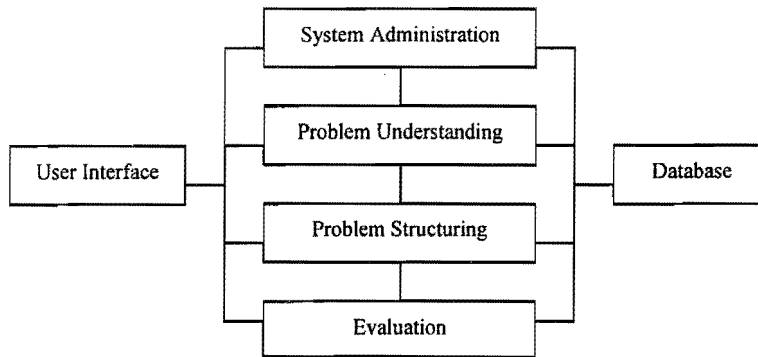 System Administration
Problem Understanding
User Interface
Database
Problem Structuring
Evaluation